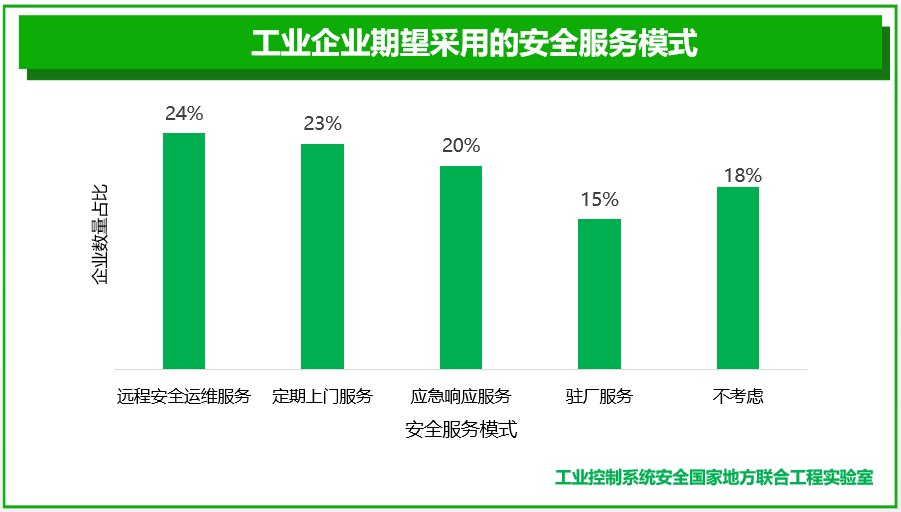 工业企业期望采用的安全服务模式
24%
23%
20%
15%
18%
企业数量占比
远程安全运维服务 定期上门服务 应急响应服务 驻厂服务 不考虑
安全服务模式
工业控制系统安全国家地方联合工程实验室